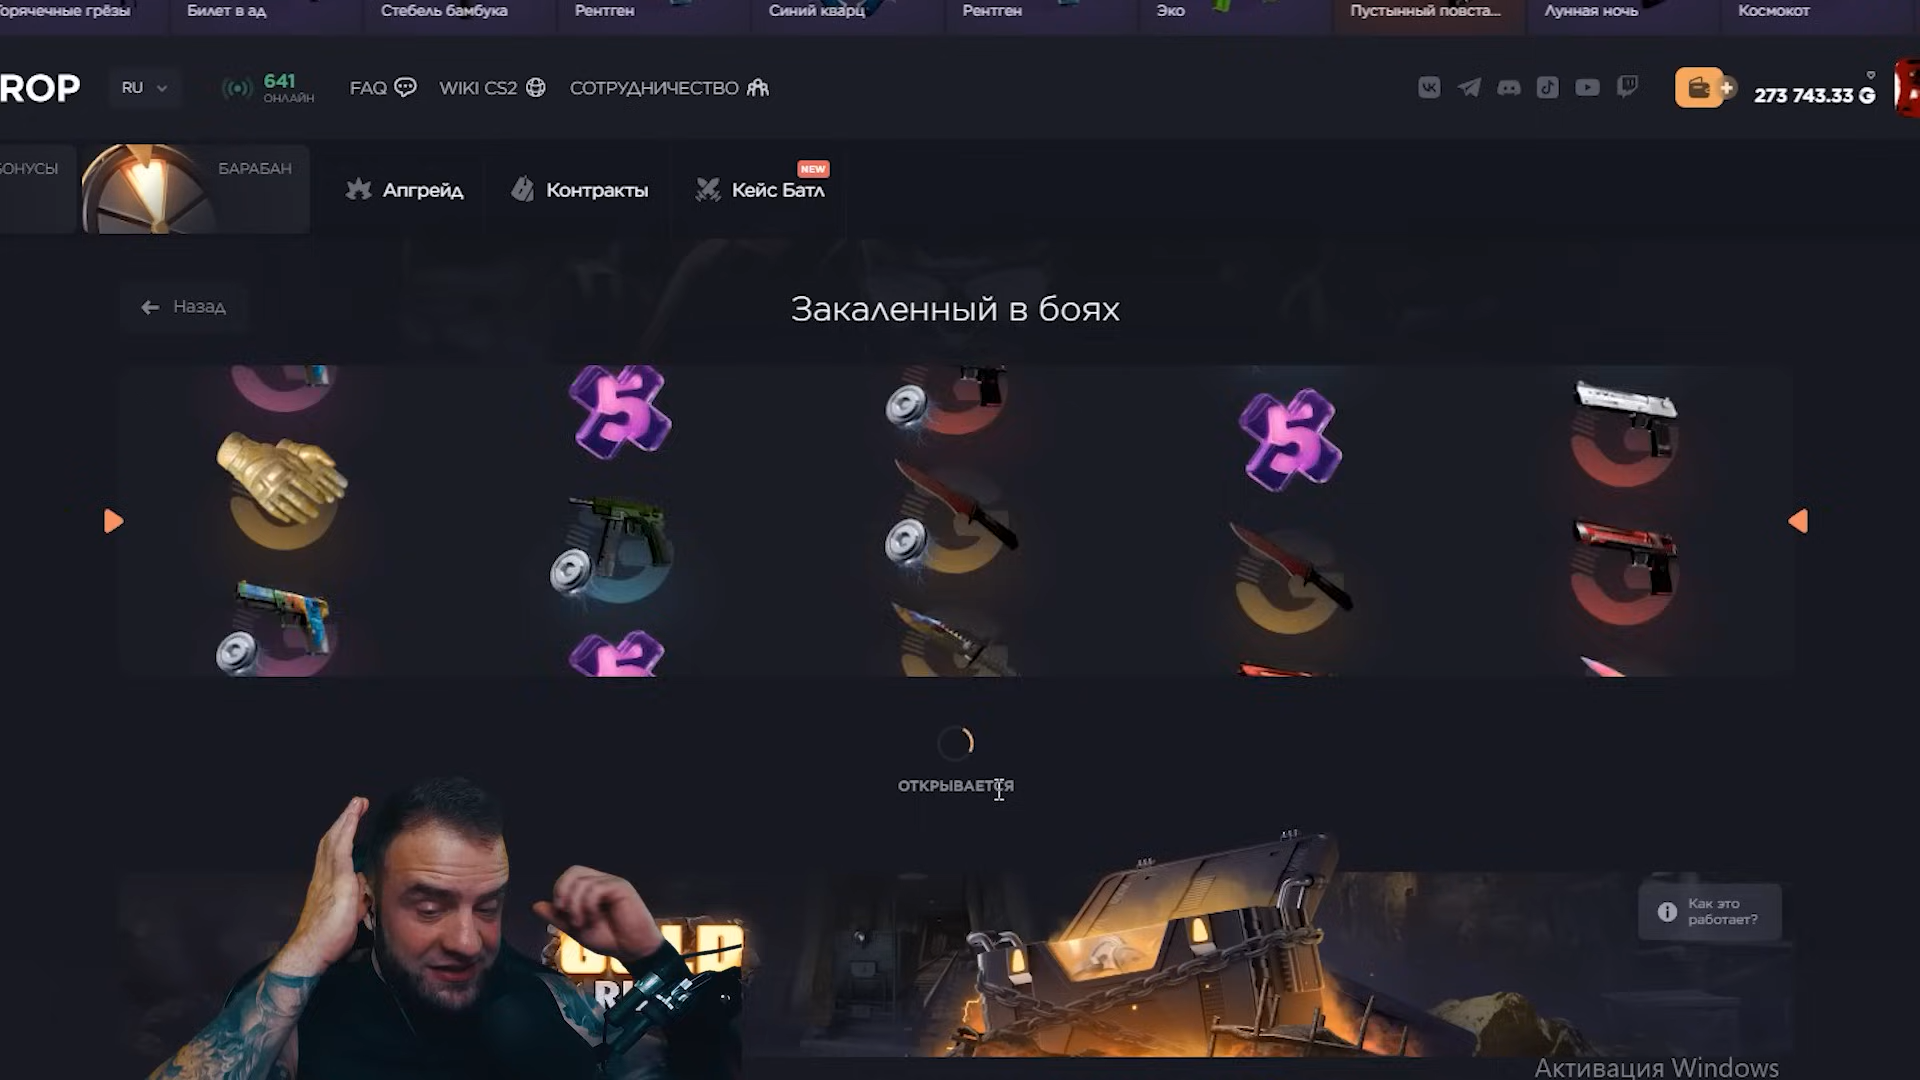 орячечные грёзы
Билет в ад
Стебель бамбука
Рентген
Синий кварц
Рентген
Эко
Пустынный повста...
Лунная ночь
Космокот
ROP
RU
641
ОНЛАЙН
FAQ
WIKI CS2
СОТРУДНИЧЕСТВО
273 743.33 G
БОНУСЫ
БАРАБАН
Апгрейд
Контракты
NEW
Кейс Батл
Назад
Закаленный в боях
ОТКРЫВАЕТСЯ
Как это
работает?
Активация Windows